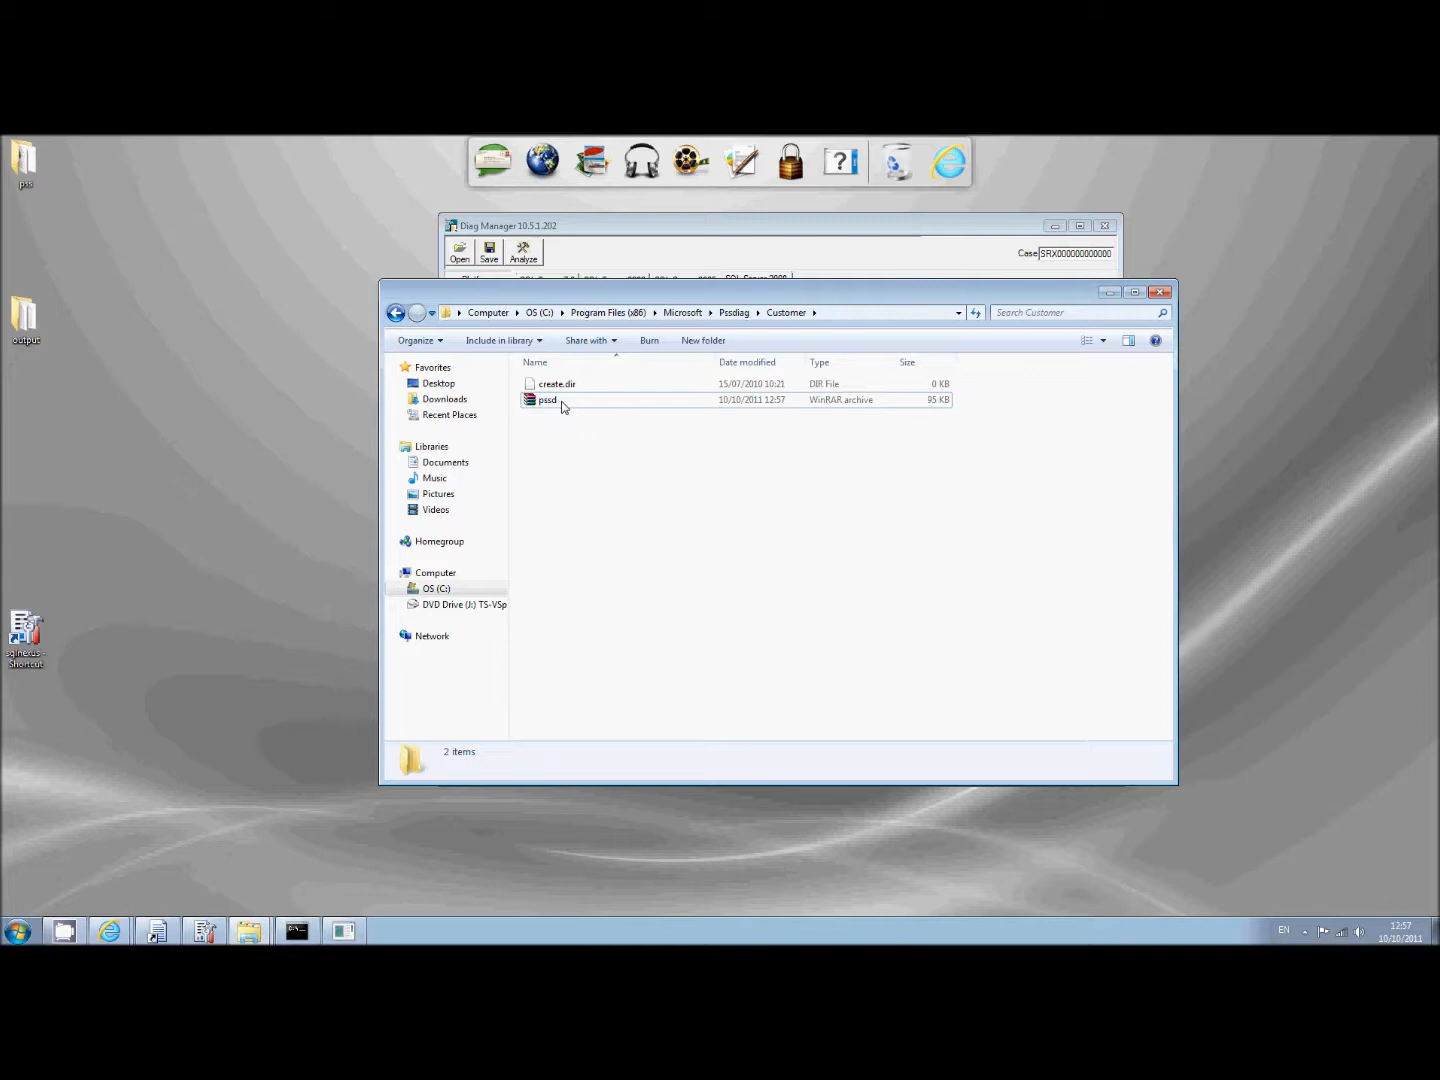 pss
output
sqlnexus -
Shortcut
Diag Manager 10.5.1.202
Open Save Analyze
Case SRX000000000000
Computer OS (C:) Program Files (x86) Microsoft Pssdiag Customer
Search Customer
Organize Include in library Share with Burn New folder
Name Date modified Type Size
create.dir 15/07/2010 10:21 DIR File 0 KB
pssd 10/10/2011 12:57 WinRAR archive 95 KB
Favorites
Desktop
Downloads
Recent Places
Libraries
Documents
Music
Pictures
Videos
Homegroup
Computer
OS (C:)
DVD Drive (J:) TS-VSp
Network
2 items
EN
12:57
10/10/2011